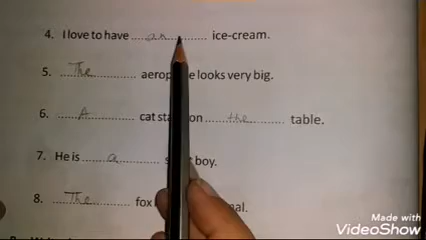 4. I love to have ...an... ice-cream.
5. ...The... looks very big.
6. ...A... cat on ...the... table.
7. He is ...a... boy.
8. ...The... fox
Made with
VideoShow